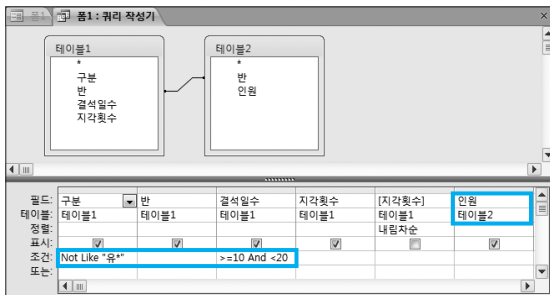 폼1 폼1 : 쿼리 작성기
테이블1 테이블2
* *
구분 반
반 인원
결석일수
지각횟수
필드: 구분 반 결석일수 지각횟수 [지각횟수] 인원
테이블: 테이블1 테이블1 테이블1 테이블1 테이블1 테이블2
정렬: 내림차순
표시:
조건: Not Like "유*" >=10 And <20
또는: